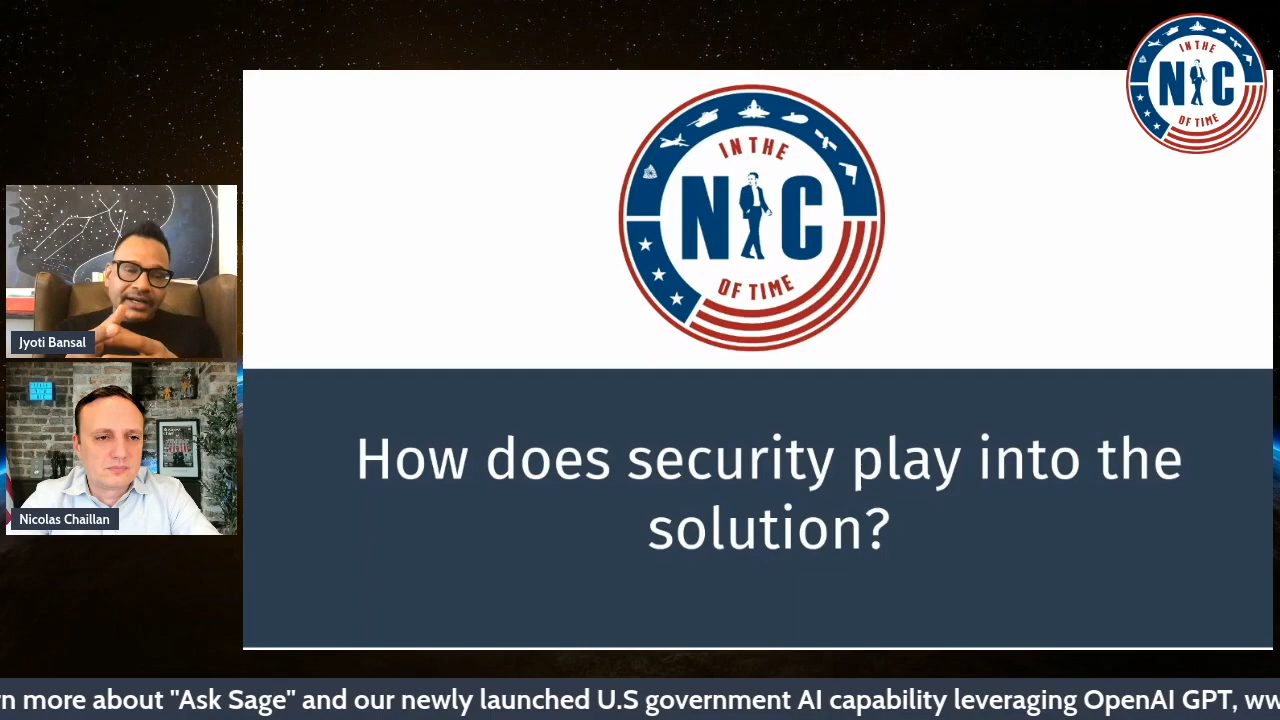 IN THE
NIC
OF TIME
IN THE
NIC
OF TIME
Jyoti Bansal
Nicolas Chaillan
How does security play into the
solution?
n more about "Ask Sage" and our newly launched U.S government AI capability leveraging OpenAI GPT, ww